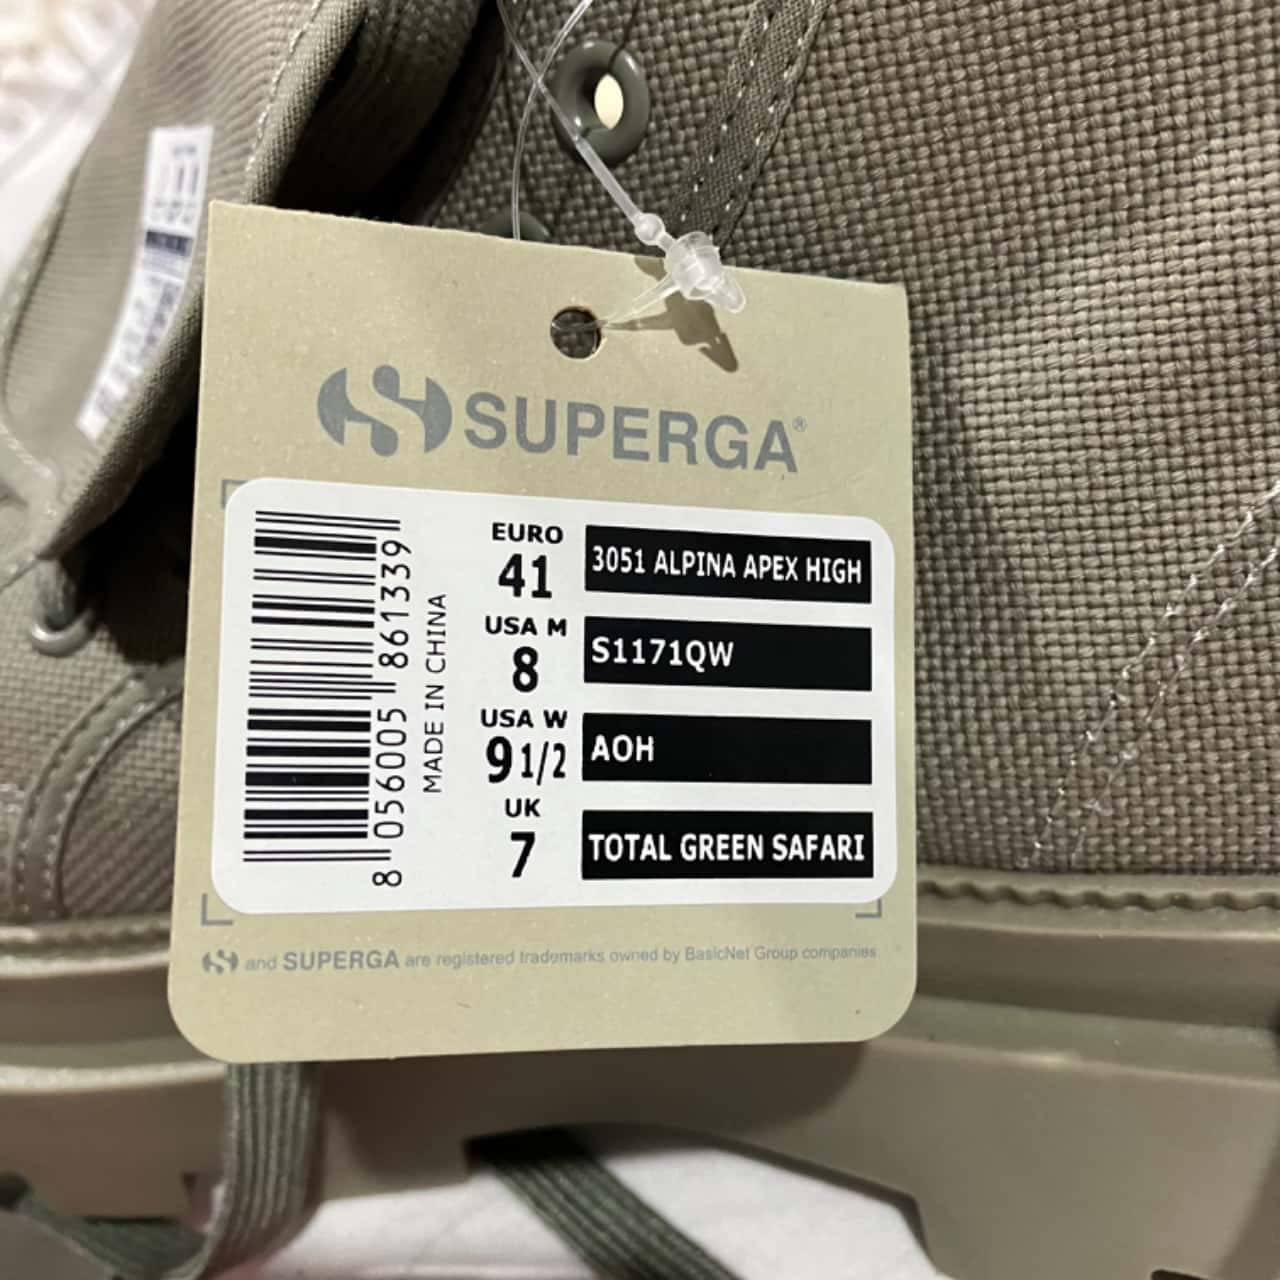 SUPERGA®
EURO
41
3051 ALPINA APEX HIGH
USA M
8
S1171QW
USA W
9 1/2
AOH
UK
7
TOTAL GREEN SAFARI
8 056005 861339
MADE IN CHINA
and SUPERGA are registered trademarks owned by BasicNet Group companies.